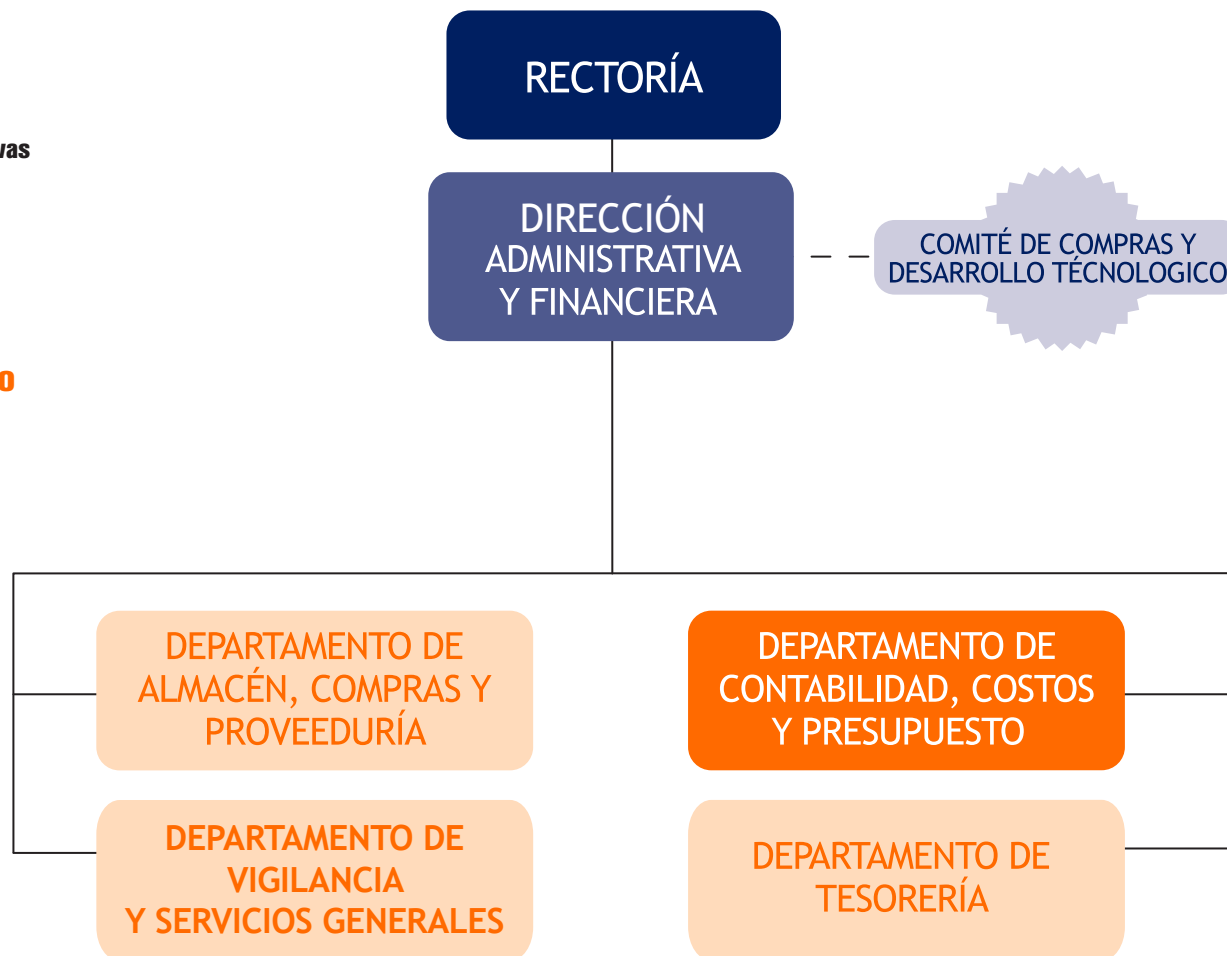 RECTORÍA
DIRECCIÓN
ADMINISTRATIVA
Y FINANCIERA
COMITÉ DE COMPRAS Y
DESARROLLO TÉCNOLOGICO
DEPARTAMENTO DE
ALMACÉN, COMPRAS Y
PROVEEDURÍA
DEPARTAMENTO DE
CONTABILIDAD, COSTOS
Y PRESUPUESTO
DEPARTAMENTO DE
VIGILANCIA
Y SERVICIOS GENERALES
DEPARTAMENTO DE
TESORERÍA